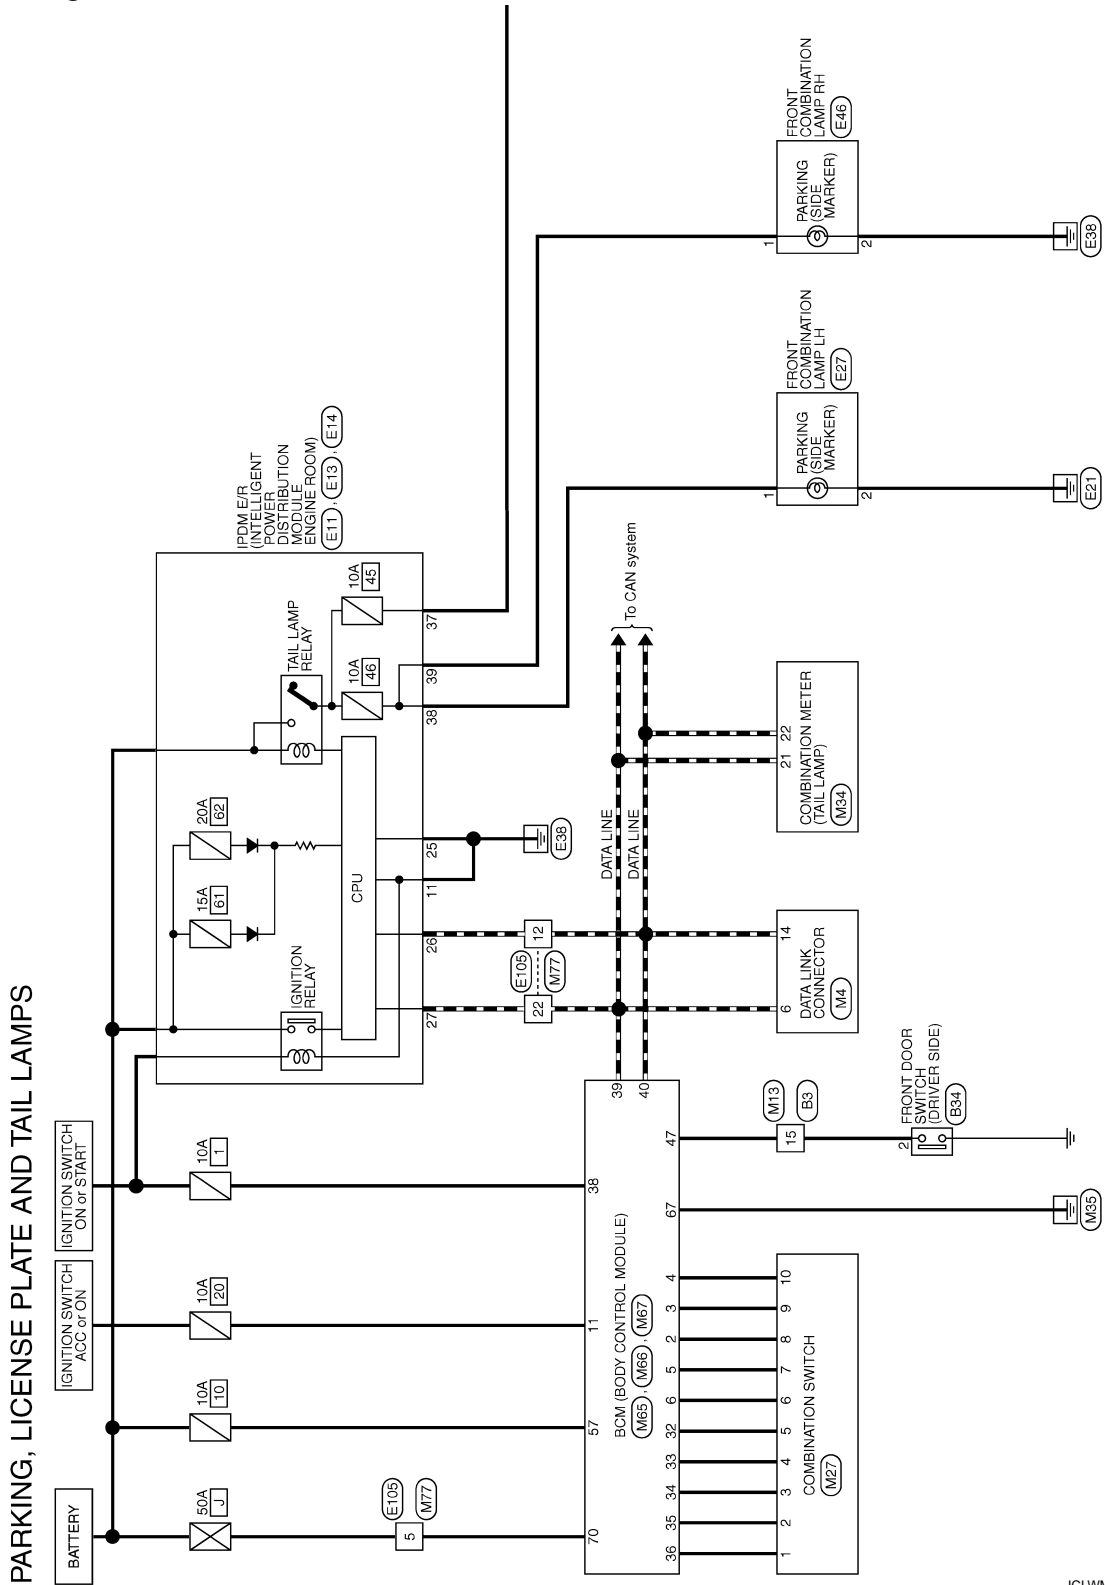 PARKING, LICENSE PLATE AND TAIL LAMPS
BATTERY
IGNITION SWITCH
ACC or ON
IGNITION SWITCH
ON or START
50A
J
10A
10
10A
20
10A
1
E105
M77
5
IPDM E/R
(INTELLIGENT
POWER
DISTRIBUTION
MODULE
ENGINE ROOM)
E11 , E13 , E14
IGNITION
RELAY
15A
61
20A
62
TAIL LAMP
RELAY
10A
46
10A
45
CPU
27
26
11
25
38
39
37
E38
22
12
E105
M77
DATA LINE
DATA LINE
To CAN system
70
57
11
38
39
40
BCM (BODY CONTROL MODULE)
M65 , M66 , M67
36
35
34
33
32
6
5
2
3
4
67
47
1
2
3
4
5
6
7
8
9
10
COMBINATION SWITCH
M27
M35
M13
B3
15
FRONT DOOR
SWITCH
(DRIVER SIDE)
B34
2
6
14
DATA LINK
CONNECTOR
M4
21
22
COMBINATION METER
(TAIL LAMP)
M34
FRONT
COMBINATION
LAMP LH
E27
PARKING
(SIDE
MARKER)
1
2
E21
FRONT
COMBINATION
LAMP RH
E46
PARKING
(SIDE
MARKER)
1
2
E38